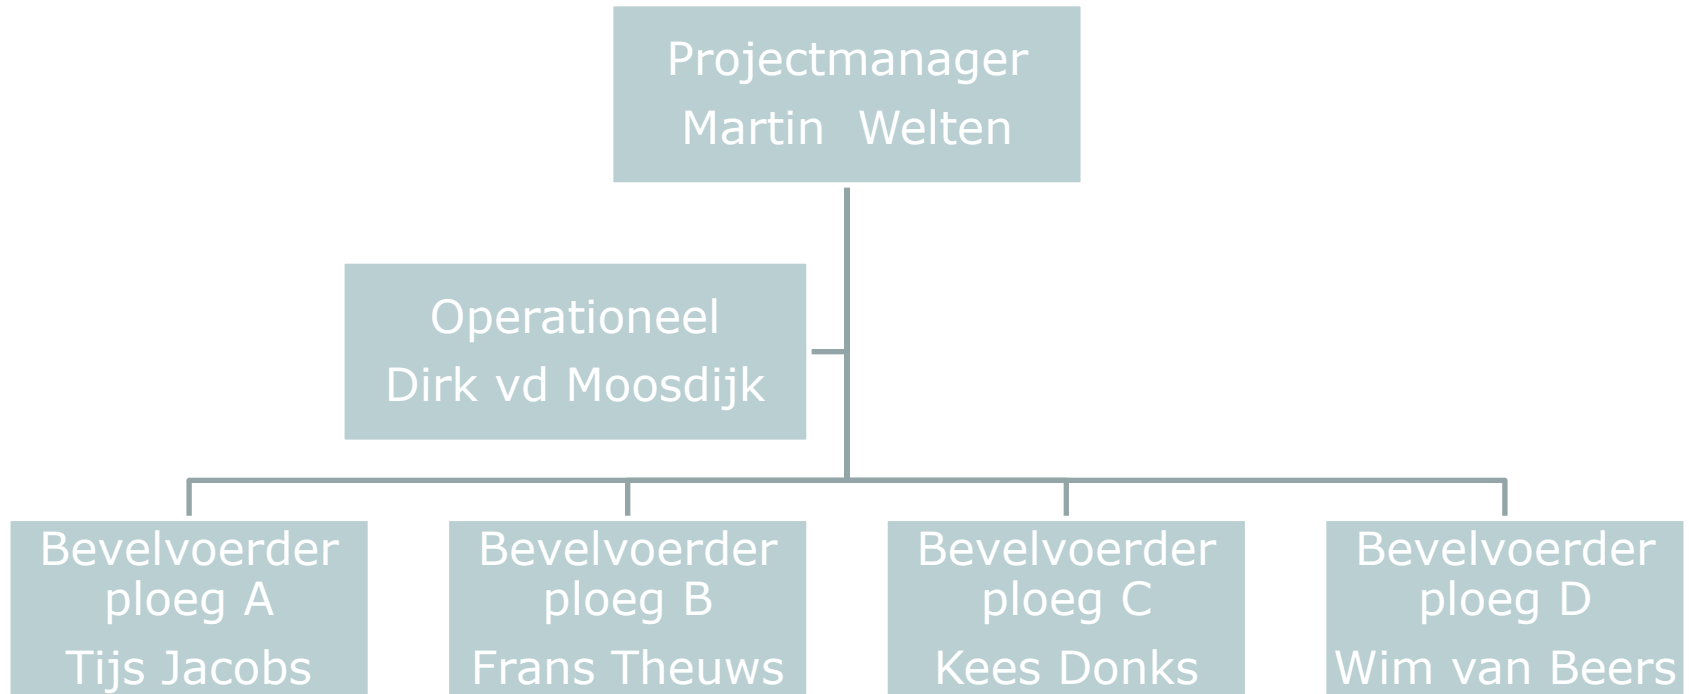 Projectmanager
Martin  Welten
Operationeel
Dirk vd Moosdijk
Bevelvoerder
ploeg A
Tijs Jacobs
Bevelvoerder
ploeg B
Frans Theuws
Bevelvoerder
ploeg C
Kees Donks
Bevelvoerder
ploeg D
Wim van Beers